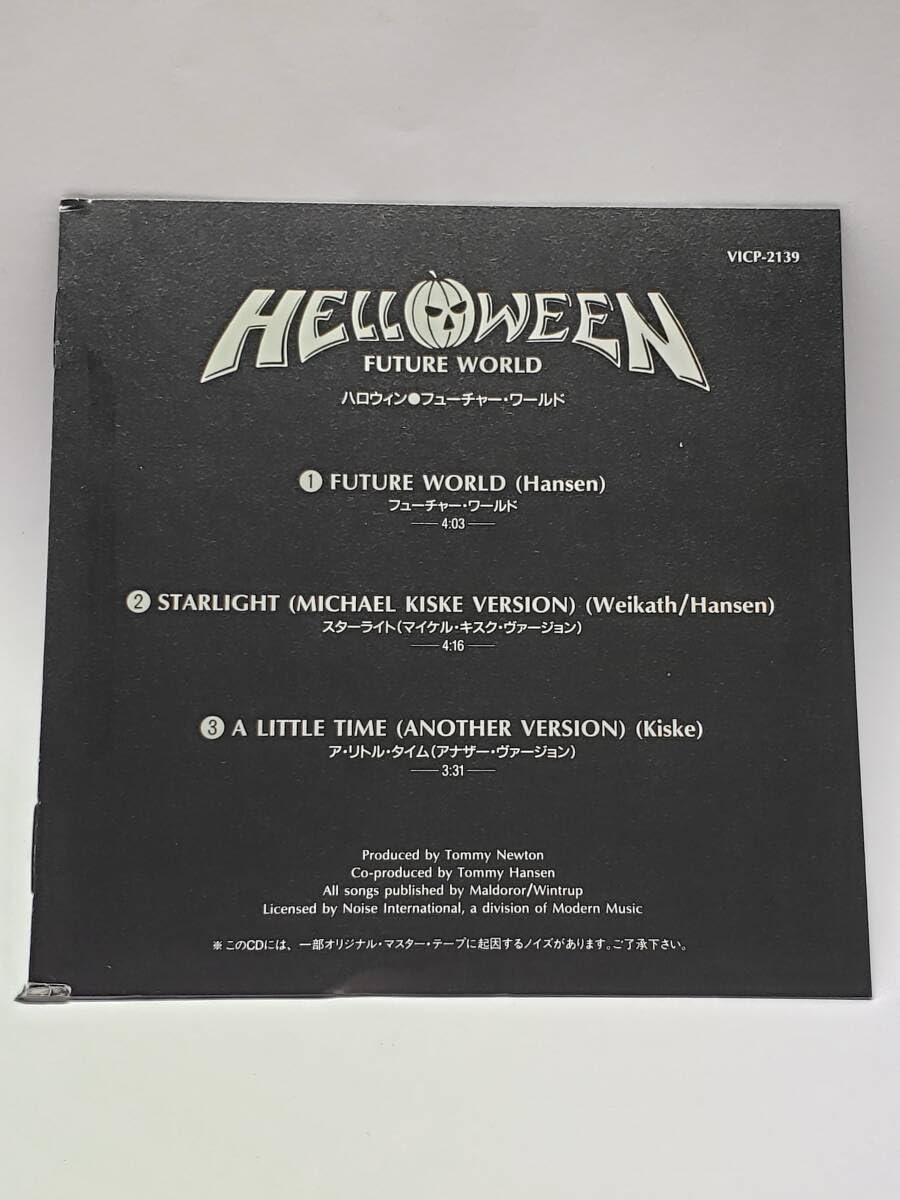 VICP-2139
HELLOWEEN
FUTURE WORLD
ハロウィン●フューチャー・ワールド
1 FUTURE WORLD (Hansen)
フューチャー・ワールド
4:03
2 STARLIGHT (MICHAEL KISKE VERSION) (Weikath/Hansen)
スターライト(マイケル・キスク・ヴァージョン)
4:16
3 A LITTLE TIME (ANOTHER VERSION) (Kiske)
ア・リトル・タイム(アナザー・ヴァージョン)
3:31
Produced by Tommy Newton
Co-produced by Tommy Hansen
All songs published by Maldoror/Wintrup
Licensed by Noise International, a division of Modern Music
※このCDには、一部オリジナル・マスター・テープに起因するノイズがあります。ご了承下さい。